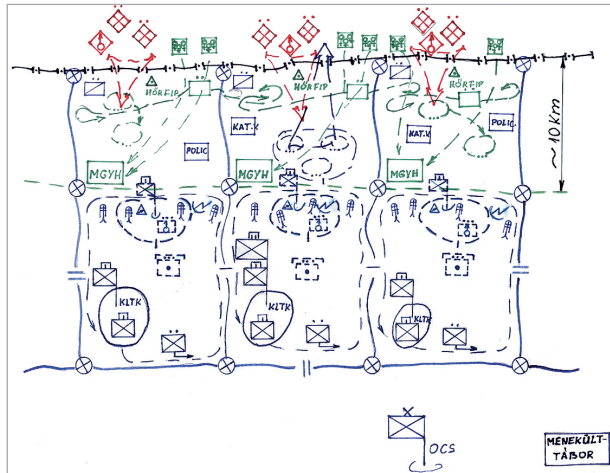 HÖRFIP
HÖRFIP
HÖRFIP
~10 Km
POLIC
KAT.K
KAT.K
POLIC
MGYH
MGYH
MGYH
KLTK
KLTK
KLTK
OCS
MENEKÜLT-
TÁBOR